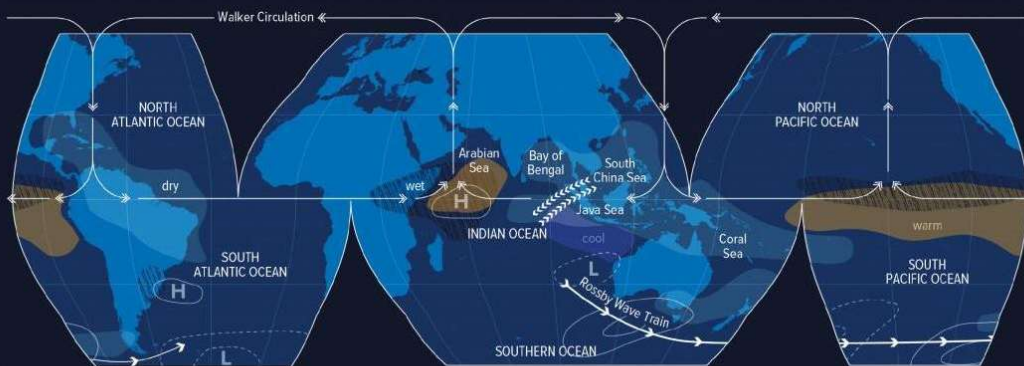 Walker Circulation
NORTH
ATLANTIC OCEAN
dry
SOUTH
ATLANTIC OCEAN
H
L
wet
Arabian
Sea
H
Bay of
Bengal
South
China Sea
Java Sea
INDIAN OCEAN
cool
L
Rossby Wave Train
Coral
Sea
SOUTHERN OCEAN
NORTH
PACIFIC OCEAN
warm
SOUTH
PACIFIC OCEAN